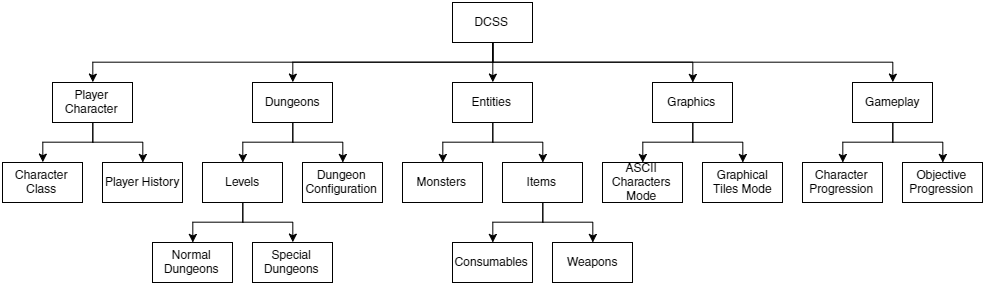 DCSS
Player
Character
Dungeons
Entities
Graphics
Gameplay
Character
Class
Player History
Levels
Dungeon
Configuration
Monsters
Items
ASCII
Characters
Mode
Graphical
Tiles Mode
Character
Progression
Objective
Progression
Normal
Dungeons
Special
Dungeons
Consumables
Weapons